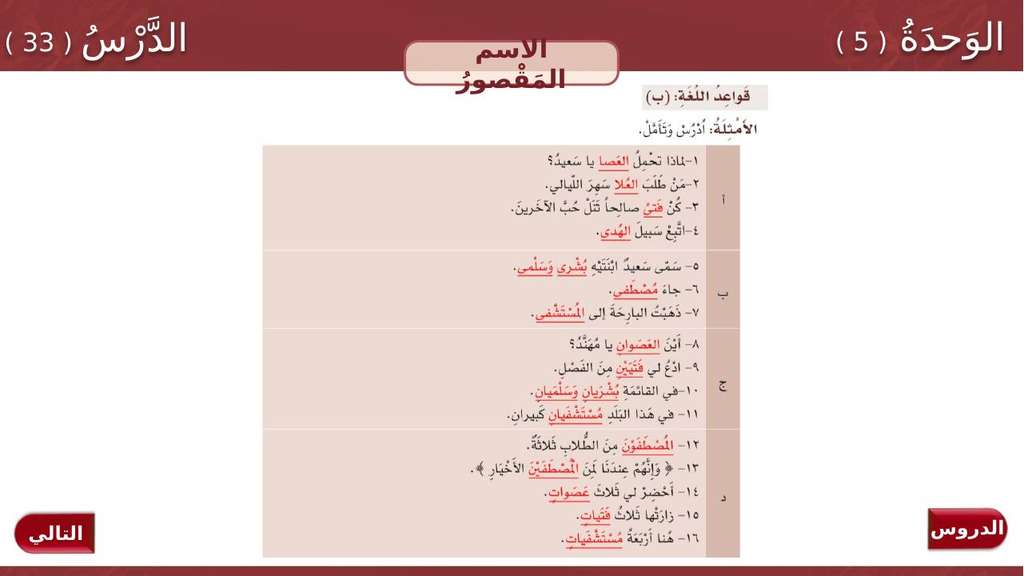 الوَحدَةُ ( 5 )
الدَّرْسُ ( 33 )
الاسم
المَقْصورُ
قَواعِدُ اللُّغَةِ: (ب)
الأَمْثِلَةُ: اُدْرُسْ وَتَأَمَّلْ.
أ
١-لماذا تحْمِلُ العَصا يا سَعيدُ؟
٢-مَنْ طَلَبَ العُلا سَهِرَ اللّيالي.
٣- كُنْ فَتىً صالِحاً تَنَلْ حُبَّ الآخَرينَ.
٤-اتَّبِعْ سَبيلَ الهُدى.
ب
٥- سَمّى سَعيدٌ ابْنَتَيْهِ بُشْرى وَسَلْمى.
٦- جاءَ مُصْطَفى.
٧- ذَهَبْتُ البارِحَةَ إلى المُسْتَشْفى.
ج
٨- أَيْنَ العَصَوانِ يا مُهَنَّدُ؟
٩- ادْعُ لي فَتَيَيْنِ مِنَ الفَصْلِ.
١٠-في القائمَةِ بُشْرَيانِ وَسَلْمَيانِ.
١١- في هَذا البَلَدِ مُسْتَشْفَيانِ كَبيرانِ.
د
١٢- المُصْطَفَوْنَ مِنَ الطُّلابِ ثَلاثَةٌ.
١٣- ﴿ وَإِنَّهُمْ عِندَنَا لَمِنَ الْمُصْطَفَيْنَ الأَخْيَارِ ﴾.
١٤- أَحْضِرْ لي ثَلاثَ عَصَواتٍ.
١٥- زارَتْها ثَلاثُ فَتَياتٍ.
١٦- هُنا أَرْبَعَةُ مُسْتَشْفَياتٍ.
الدروس
التالي